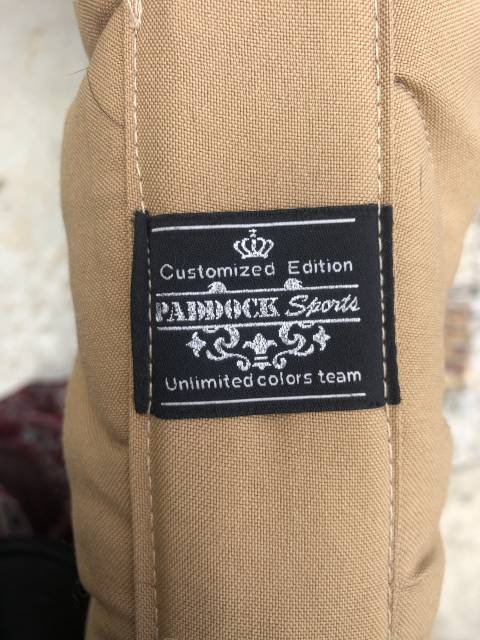 Customized Edition
PADDOCK Sports
Unlimited colors team